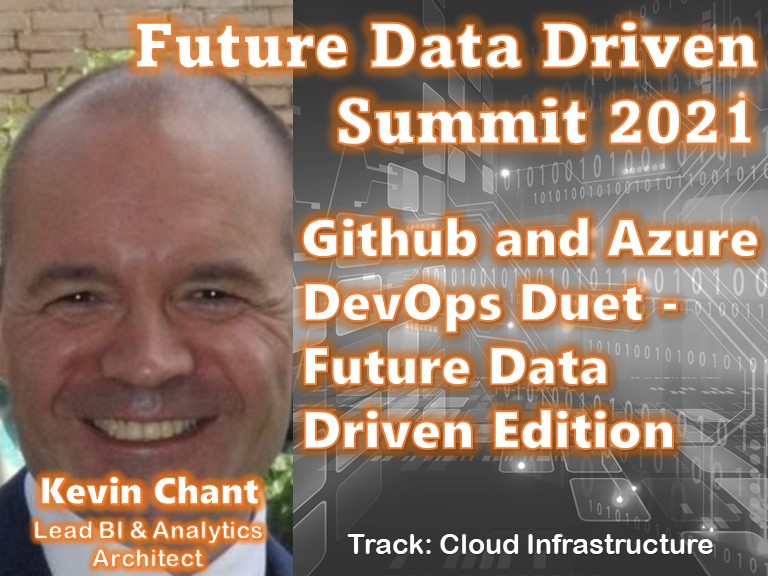 Future Data Driven
Summit 2021
Github and Azure
DevOps Duet -
Future Data
Driven Edition
Kevin Chant
Lead BI & Analytics
Architect
Track: Cloud Infrastructure